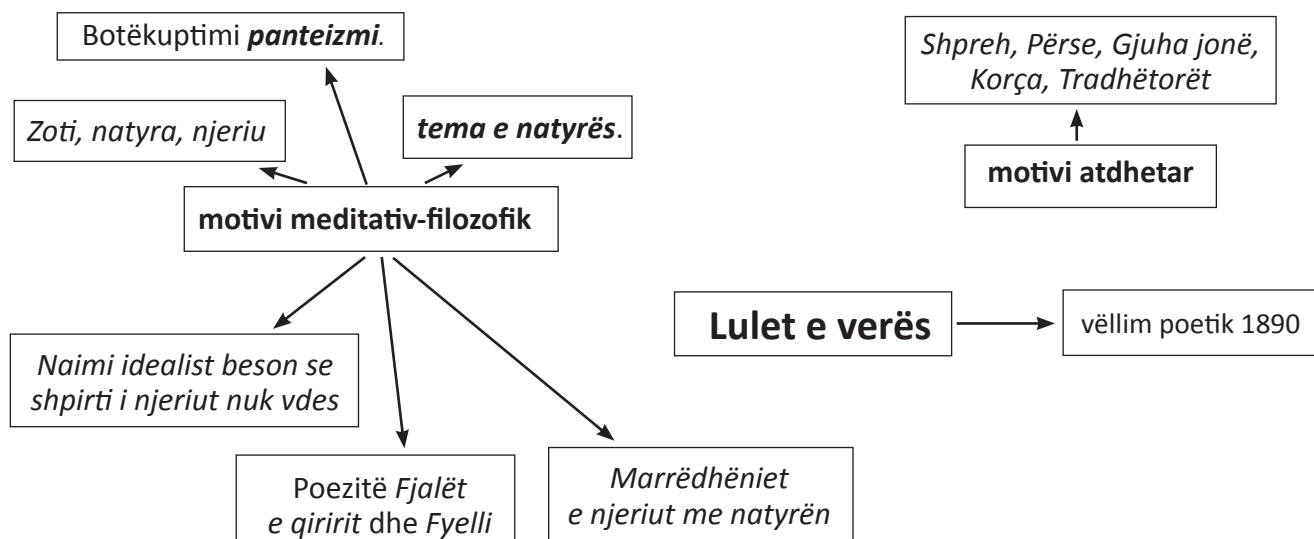 Botëkuptimi panteizmi.
Shpreh, Përse, Gjuha jonë,
Korça, Tradhëtorët
Zoti, natyra, njeriu
tema e natyrës.
motivi atdhetar
motivi meditativ-filozofik
Lulet e verës
vëllim poetik 1890
Naimi idealist beson se
shpirti i njeriut nuk vdes
Poezitë Fjalët
e qiririt dhe Fyelli
Marrëdhëniet
e njeriut me natyrën